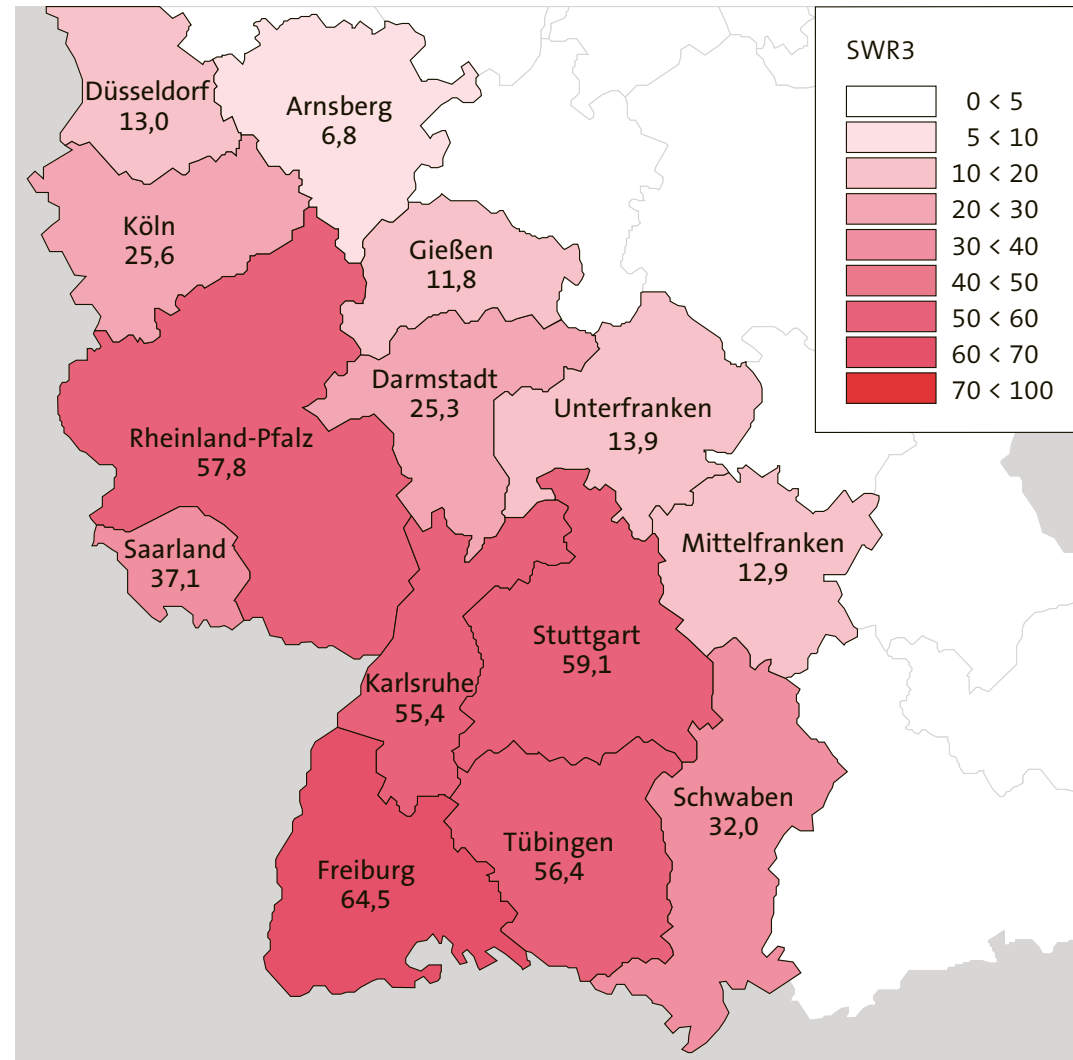 SWR3
0 < 5
5 < 10
10 < 20
20 < 30
30 < 40
40 < 50
50 < 60
60 < 70
70 < 100
Düsseldorf
13,0
Arnsberg
6,8
Köln
25,6
Gießen
11,8
Darmstadt
25,3
Unterfranken
13,9
Rheinland-Pfalz
57,8
Saarland
37,1
Mittelfranken
12,9
Stuttgart
59,1
Karlsruhe
55,4
Schwaben
32,0
Tübingen
56,4
Freiburg
64,5